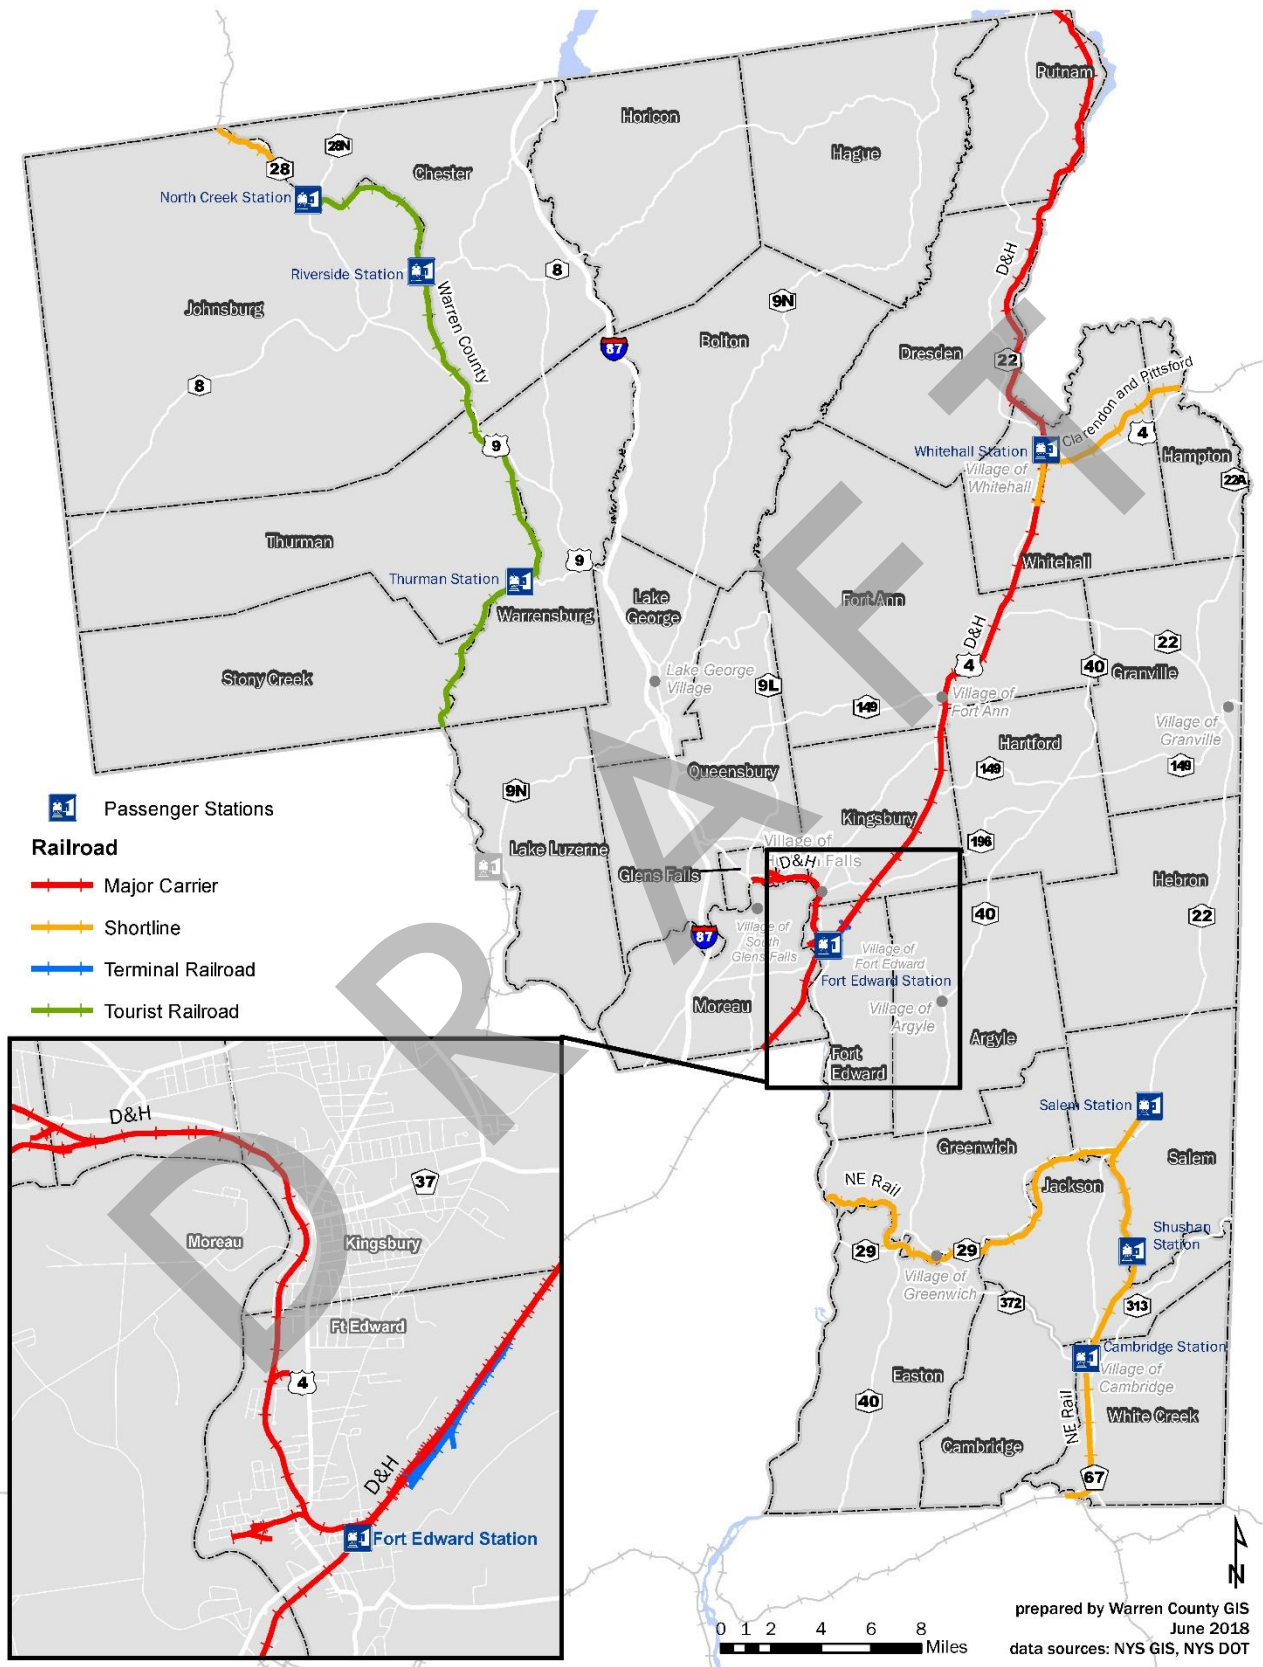 Putnam
Horicon
28N
Hague
28
Chester
North Creek Station
D&H
Riverside Station
8
Warren County
9N
Johnsburg
Bolton
87
Dresden
22
8
Clarendon and Pittsford
4
9
Whitehall Station
Village of
Whitehall
Hampton
22A
Thurman
9
Whitehall
Thurman Station
Lake
George
Fort Ann
Warrensburg
D&H
22
4
40
Granville
Stony Creek
Lake George
Village
9L
149
Village of
Fort Ann
Village of
Granville
Hartford
Queensbury
149
149
9N
Passenger Stations
Kingsbury
Railroad
Lake Luzerne
Village of
Falls
D&H
196
Glens Falls
Hebron
Major Carrier
40
22
Shortline
87
Village of
South
Glens Falls
Village of
Fort Edward
Terminal Railroad
Fort Edward Station
Tourist Railroad
Moreau
Village of
Argyle
Argyle
Fort
Edward
Salem Station
D&H
Greenwich
Salem
37
NE Rail
Jackson
Moreau
Kingsbury
Shushan
Station
29
29
Village of
Greenwich
372
313
Ft Edward
Cambridge Station
Village of
Cambridge
4
Easton
40
NE Rail
White Creek
Cambridge
D&H
67
Fort Edward Station
N
prepared by Warren County GIS
June 2018
data sources: NYS GIS, NYS DOT
0 1 2 4 6 8
Miles
DRAFT